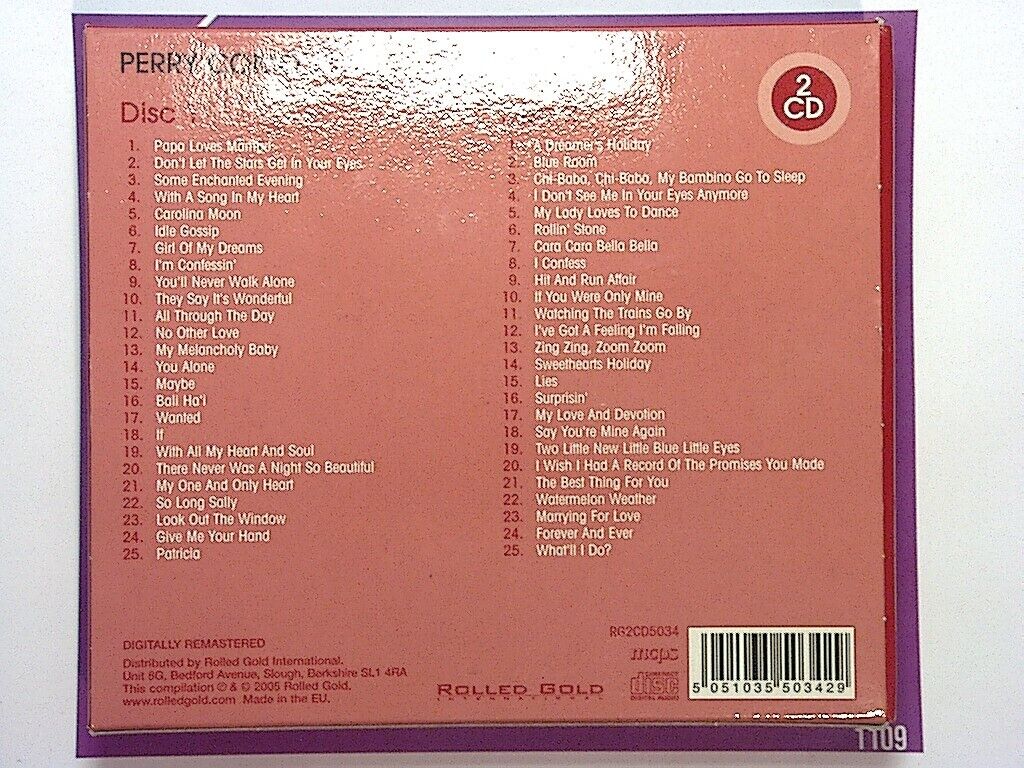 PERRY COMO
2
CD
Disc
1. Papa Loves Mambo
2. Don't Let The Stars Get In Your Eyes
3. Some Enchanted Evening
4. With A Song In My Heart
5. Carolina Moon
6. Idle Gossip
7. Girl Of My Dreams
8. I'm Confessin'
9. You'll Never Walk Alone
10. They Say It's Wonderful
11. All Through The Day
12. No Other Love
13. My Melancholy Baby
14. You Alone
15. Maybe
16. Bali Ha'i
17. Wanted
18. If
19. With All My Heart And Soul
20. There Never Was A Night So Beautiful
21. My One And Only Heart
22. So Long Sally
23. Look Out The Window
24. Give Me Your Hand
25. Patricia
1. A Dreamer's Holiday
2. Blue Room
3. Chi-Baba, Chi-Baba, My Bambino Go To Sleep
4. I Don't See Me In Your Eyes Anymore
5. My Lady Loves To Dance
6. Rollin' Stone
7. Cara Cara Bella Bella
8. I Confess
9. Hit And Run Affair
10. If You Were Only Mine
11. Watching The Trains Go By
12. I've Got A Feeling I'm Falling
13. Zing Zing, Zoom Zoom
14. Sweethearts Holiday
15. Lies
16. Surprisin'
17. My Love And Devotion
18. Say You're Mine Again
19. Two Little New Little Blue Little Eyes
20. I Wish I Had A Record Of The Promises You Made
21. The Best Thing For You
22. Watermelon Weather
23. Marrying For Love
24. Forever And Ever
25. What'll I Do?
DIGITALLY REMASTERED
Distributed by Rolled Gold International.
Unit 8G, Bedford Avenue, Slough, Berkshire SL1 4RA
This compilation ℗ & © 2005 Rolled Gold.
www.rolledgold.com Made in the EU.
ROLLED GOLD
RG2CD5034
mcps
COMPACT
disc
DIGITAL AUDIO
5 051035 503429
1109